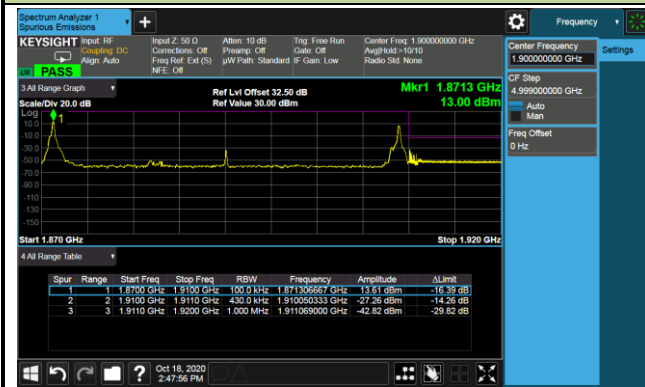 Spectrum Analyzer 1
Spurious Emissions
Frequency
KEYSIGHT Input: RF
Coupling: DC
Align: Auto
Input Z: 50 Ω
Corrections: Off
Freq Ref: Ext (S)
NFE: Off
Atten: 10 dB
Preamp: Off
µW Path: Standard
Trig: Free Run
Gate: Off
IF Gain: Low
Center Freq: 1.900000000 GHz
Avg|Hold:>10/10
Radio Std: None
PASS
Center Frequency
1.900000000 GHz
Settings
CF Step
4.999000000 GHz
Auto
Man
Freq Offset
0 Hz
3 All Range Graph
Scale/Div 20.0 dB
Ref Lvl Offset 32.50 dB
Ref Value 30.00 dBm
Mkr1 1.8713 GHz
13.00 dBm
Log
1
10.0
-10.0
-30.0
-50.0
-70.0
-90.0
-110
-130
-150
Start 1.870 GHz
Stop 1.920 GHz
4 All Range Table
Spur Range Start Freq Stop Freq RBW Frequency Amplitude ΔLimit
1 1 1.8700 GHz 1.9100 GHz 100.0 kHz 1.871306667 GHz 13.61 dBm -16.39 dB
2 2 1.9100 GHz 1.9110 GHz 430.0 kHz 1.910050333 GHz -27.26 dBm -14.26 dB
3 3 1.9110 GHz 1.9200 GHz 1.000 MHz 1.911069000 GHz -42.82 dBm -29.82 dB
Oct 18, 2020
2:47:56 PM